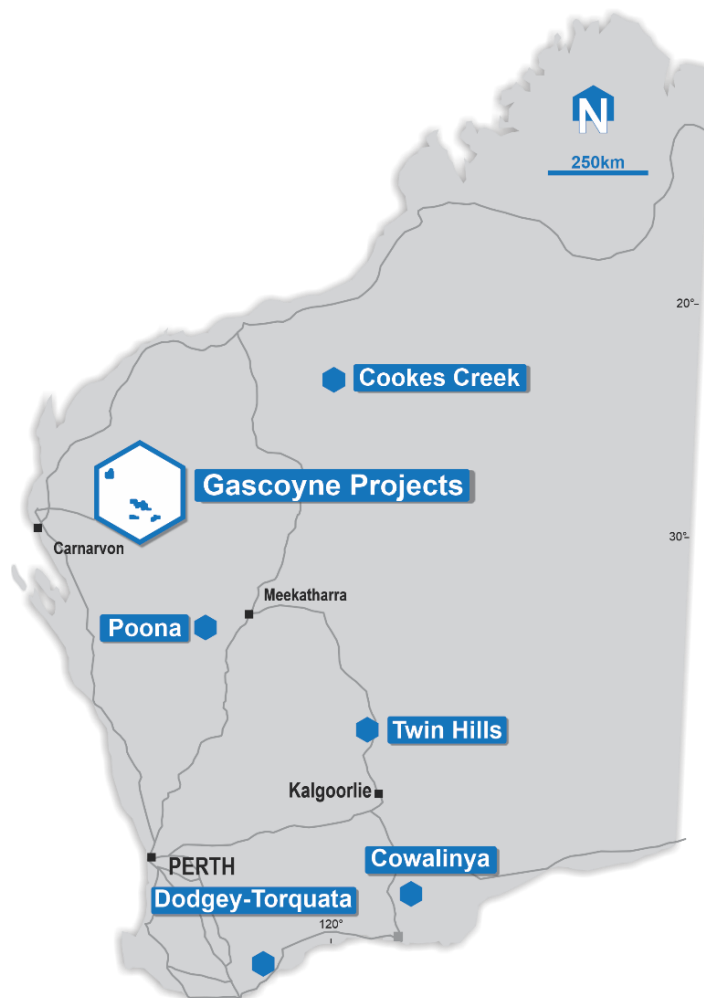 N
250km
20°
Cookes Creek
Gascoyne Projects
30°
Carnarvon
Meekatharra
Poona
Twin Hills
Kalgoorlie
Cowalinya
PERTH
Dodgey-Torquata
120°